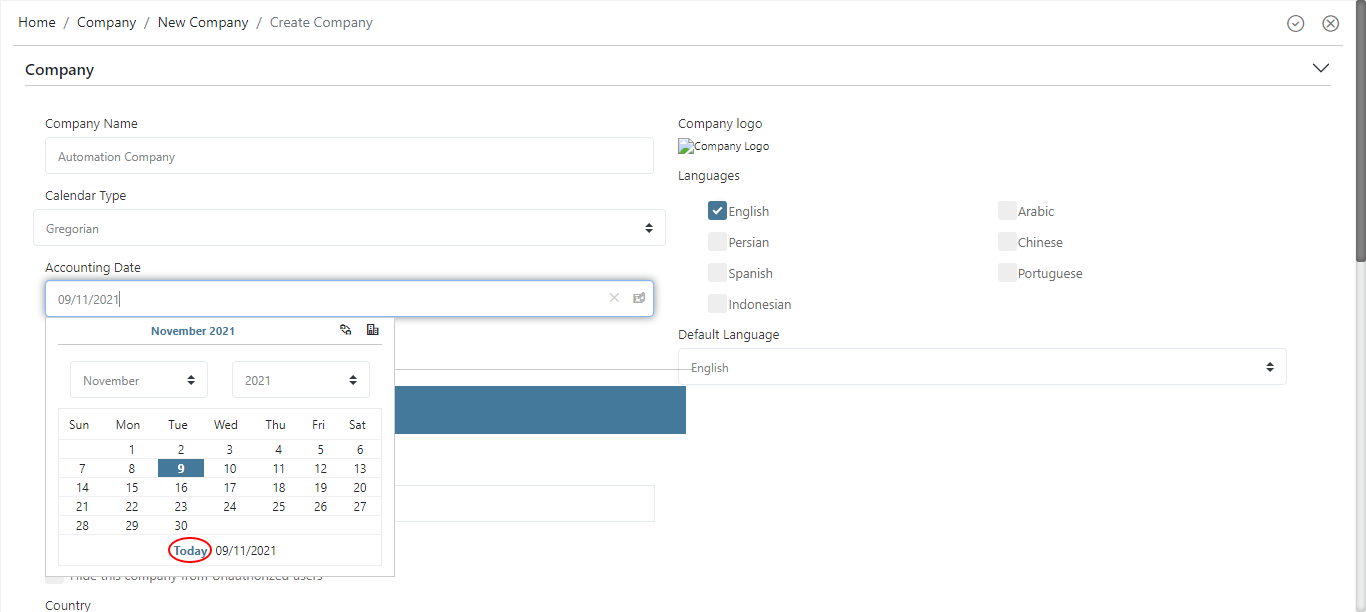 Home / Company / New Company / Create Company
Company
Company Name
Automation Company
Calendar Type
Gregorian
Accounting Date
09/11/2021
November 2021
November 2021
Sun Mon Tue Wed Thu Fri Sat
1 2 3 4 5 6
7 8 9 10 11 12 13
14 15 16 17 18 19 20
21 22 23 24 25 26 27
28 29 30
Today 09/11/2021
Hide this company from Unauthorized users
Country
Company logo
Company Logo
Languages
English Arabic
Persian Chinese
Spanish Portuguese
Indonesian
Default Language
English